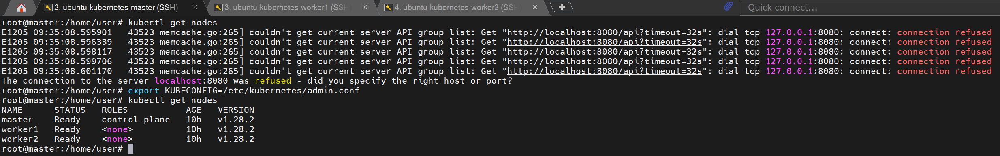 2. ubuntu-kubernetes-master (SSH)
3. ubuntu-kubernetes-worker1 (SSH
4. ubuntu-kubernetes-worker2 (SSH
Quick connect...
root@master:/home/user# kubectl get nodes
E1205 09:35:08.595901   43523 memcache.go:265] couldn't get current server API group list: Get "http://localhost:8080/api?timeout=32s": dial tcp 127.0.0.1:8080: connect: connection refused
E1205 09:35:08.596339   43523 memcache.go:265] couldn't get current server API group list: Get "http://localhost:8080/api?timeout=32s": dial tcp 127.0.0.1:8080: connect: connection refused
E1205 09:35:08.598117   43523 memcache.go:265] couldn't get current server API group list: Get "http://localhost:8080/api?timeout=32s": dial tcp 127.0.0.1:8080: connect: connection refused
E1205 09:35:08.599706   43523 memcache.go:265] couldn't get current server API group list: Get "http://localhost:8080/api?timeout=32s": dial tcp 127.0.0.1:8080: connect: connection refused
E1205 09:35:08.601170   43523 memcache.go:265] couldn't get current server API group list: Get "http://localhost:8080/api?timeout=32s": dial tcp 127.0.0.1:8080: connect: connection refused
The connection to the server localhost:8080 was refused - did you specify the right host or port?
root@master:/home/user# export KUBECONFIG=/etc/kubernetes/admin.conf
root@master:/home/user# kubectl get nodes
NAME      STATUS   ROLES           AGE   VERSION
master    Ready    control-plane   10h   v1.28.2
worker1   Ready    <none>          10h   v1.28.2
worker2   Ready    <none>          10h   v1.28.2
root@master:/home/user#